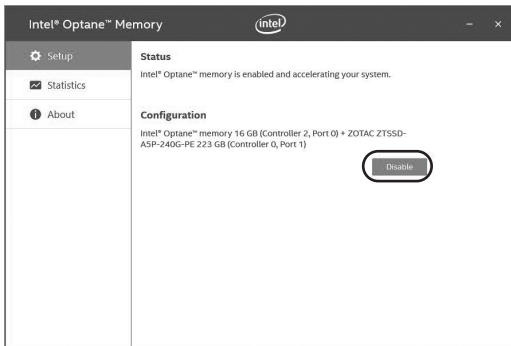 Intel® Optane™ Memory
intel
Setup
Statistics
About
Status
Intel® Optane™ memory is enabled and accelerating your system.
Configuration
Intel® Optane™ memory 16 GB (Controller 2, Port 0) + ZOTAC ZTSSD-
A5P-240G-PE 223 GB (Controller 0, Port 1)
Disable